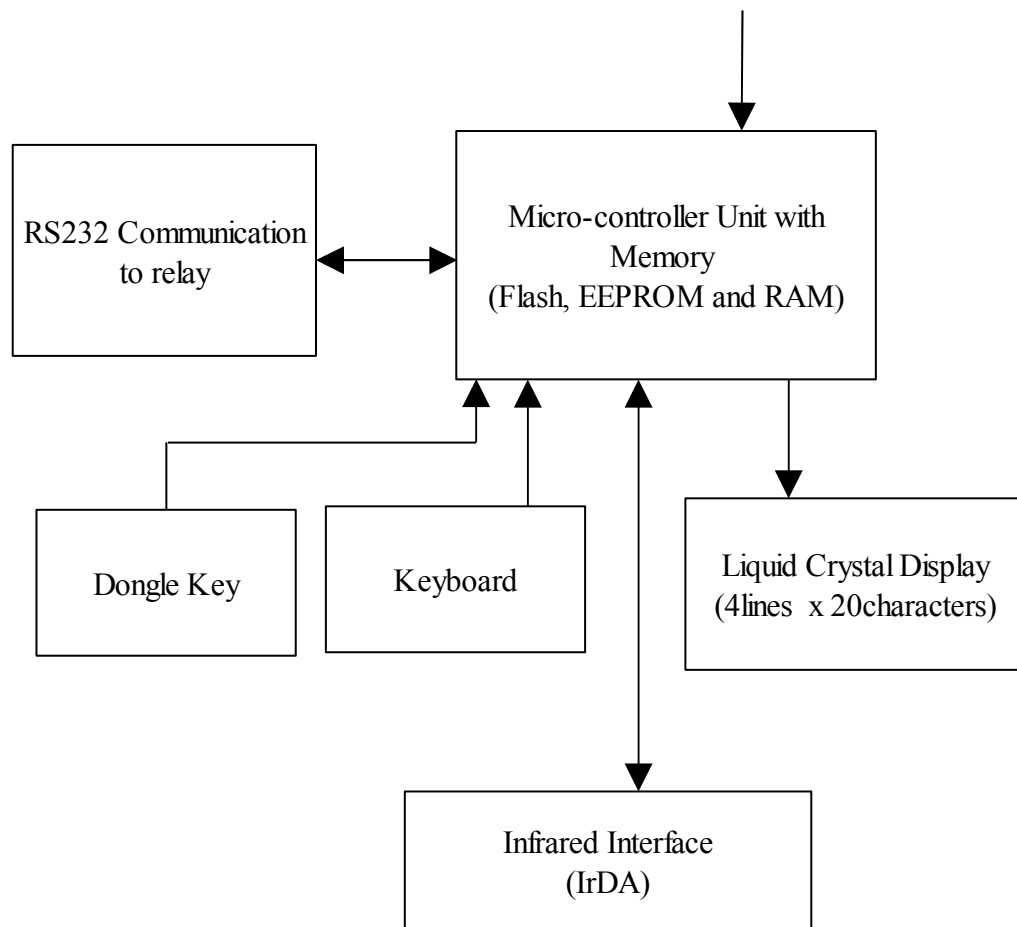 RS232 Communication
to relay
Micro-controller Unit with
Memory
(Flash, EEPROM and RAM)
Dongle Key
Keyboard
Liquid Crystal Display
(4lines x 20characters)
Infrared Interface
(IrDA)